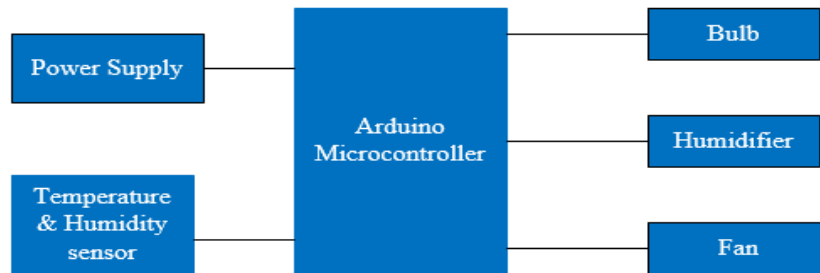 Power Supply
Temperature
& Humidity
sensor
Arduino
Microcontroller
Bulb
Humidifier
Fan